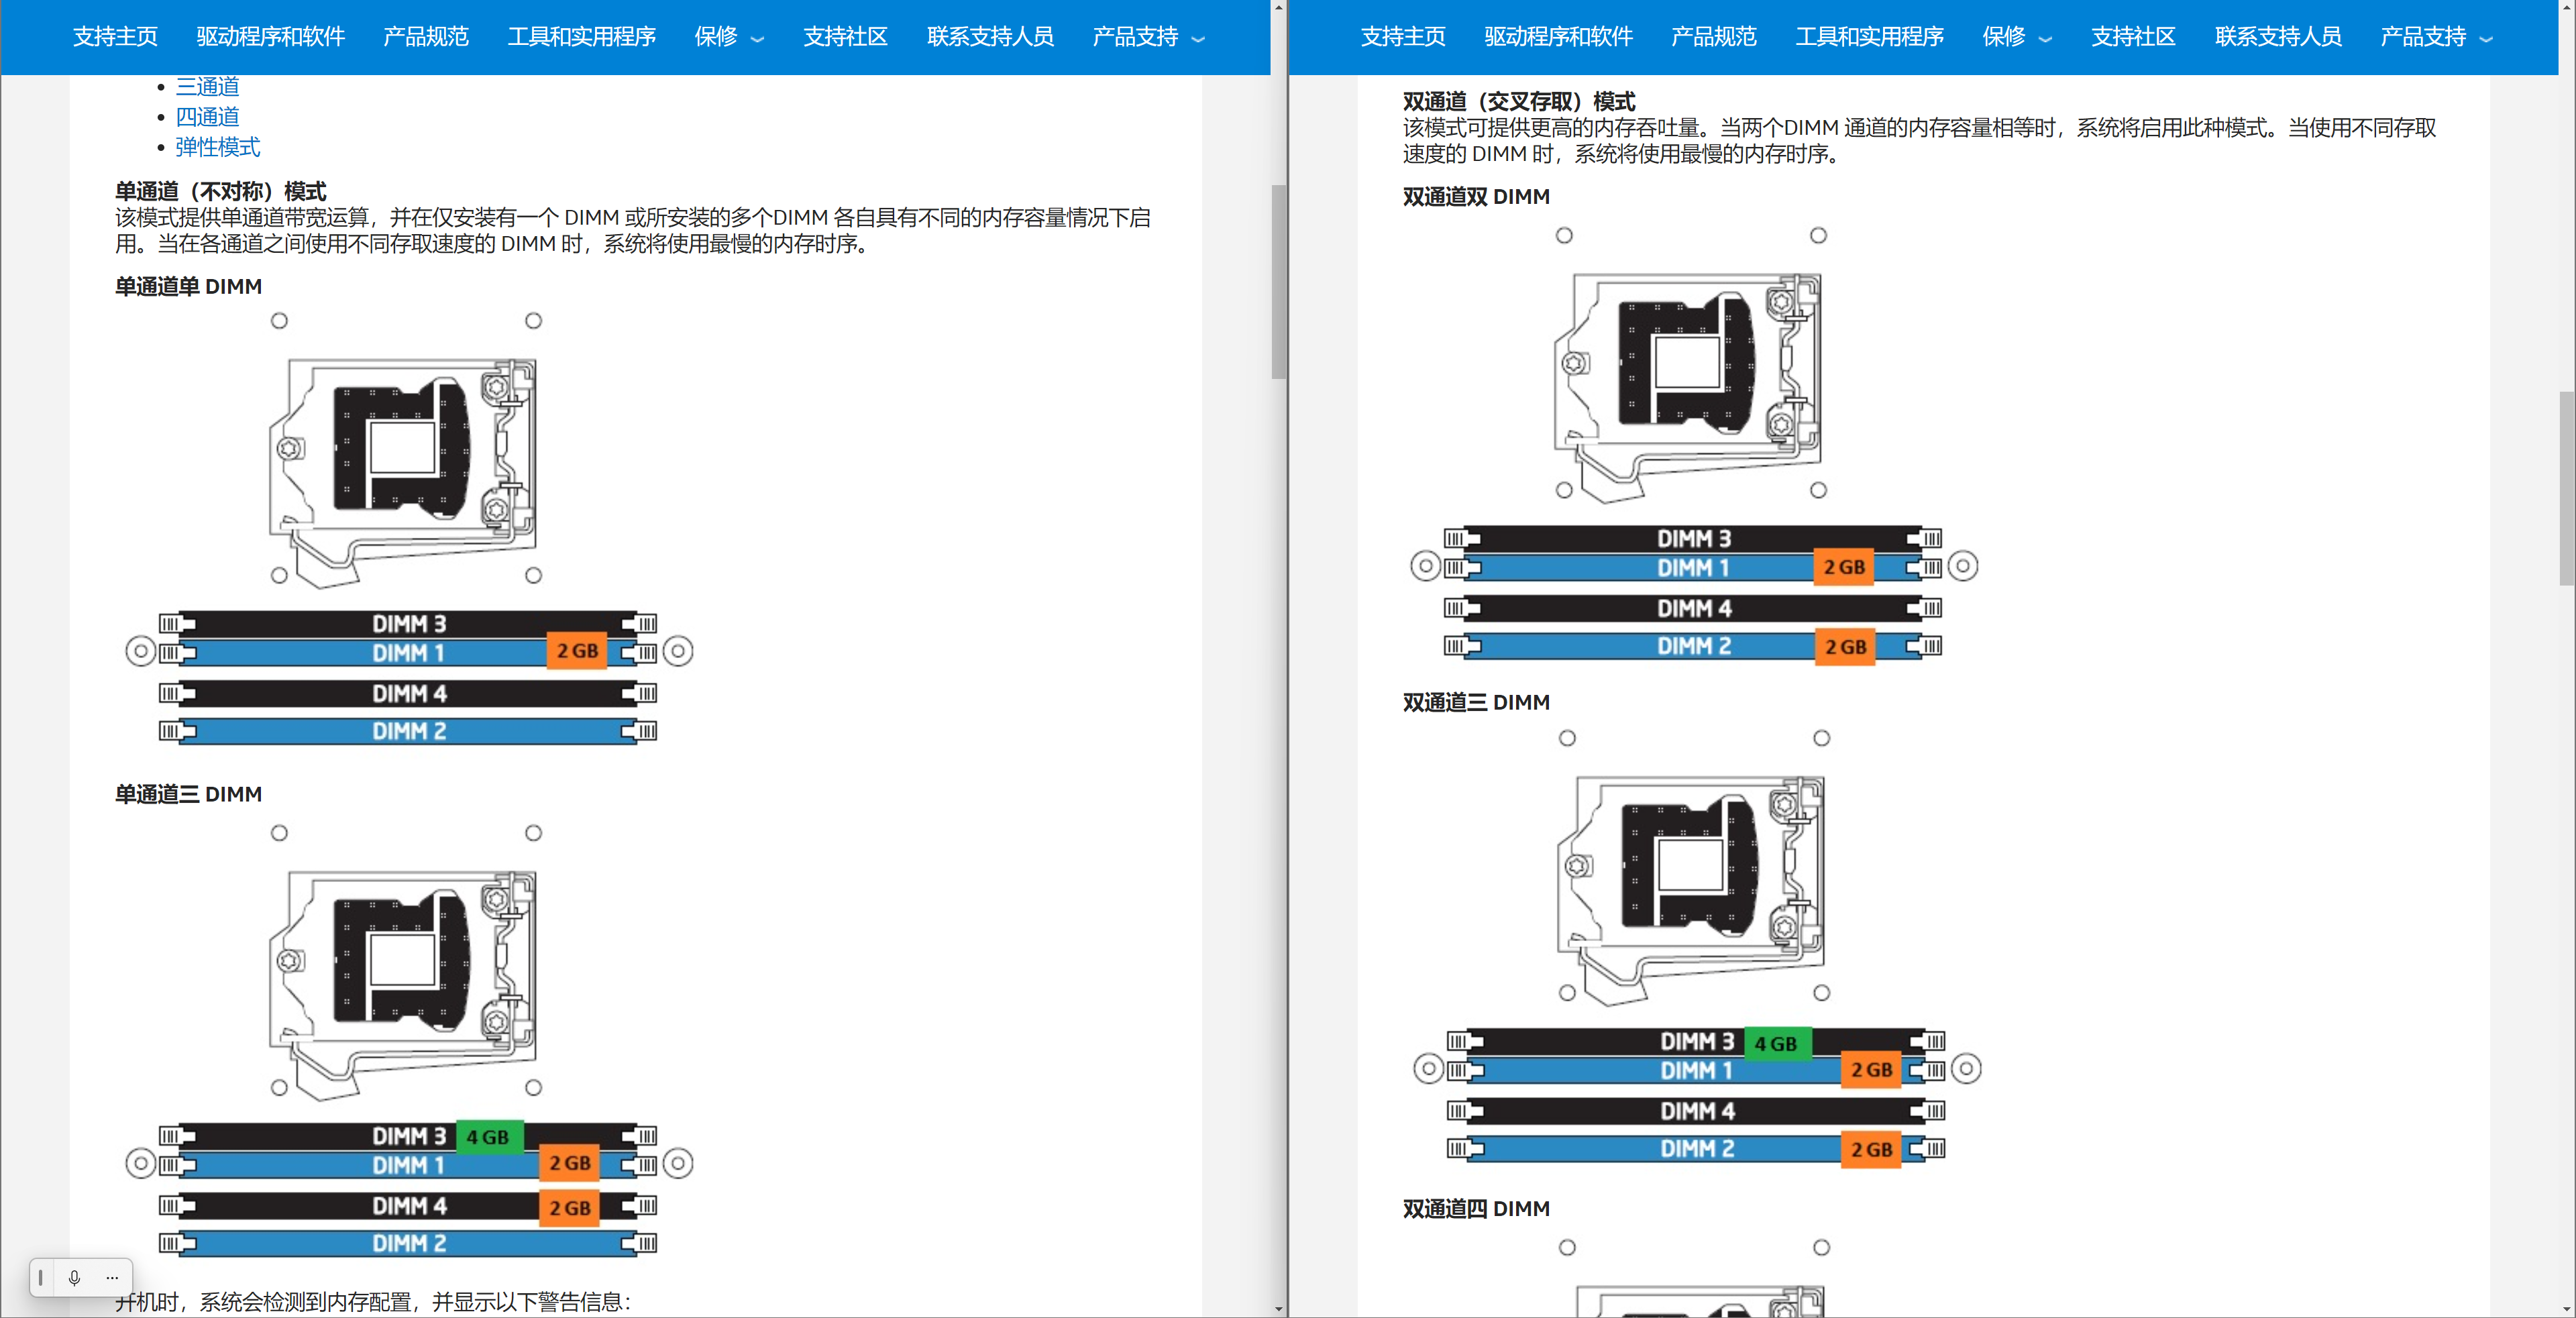 支持主页 驱动程序和软件 产品规范 工具和实用程序 保修 支持社区 联系支持人员 产品支持
三通道
四通道
弹性模式
单通道（不对称）模式
该模式提供单通道带宽运算，并在仅安装有一个 DIMM 或所安装的多个DIMM 各自具有不同的内存容量情况下启
用。当在各通道之间使用不同存取速度的 DIMM 时，系统将使用最慢的内存时序。
单通道单 DIMM
DIMM 3
DIMM 1 2 GB
DIMM 4
DIMM 2
单通道三 DIMM
DIMM 3 4 GB
DIMM 1 2 GB
DIMM 4 2 GB
DIMM 2
开机时，系统会检测到内存配置，并显示以下警告信息：
支持主页 驱动程序和软件 产品规范 工具和实用程序 保修 支持社区 联系支持人员 产品支持
双通道（交叉存取）模式
该模式可提供更高的内存吞吐量。当两个DIMM 通道的内存容量相等时，系统将启用此种模式。当使用不同存取
速度的 DIMM 时，系统将使用最慢的内存时序。
双通道双 DIMM
DIMM 3
DIMM 1 2 GB
DIMM 4
DIMM 2 2 GB
双通道三 DIMM
DIMM 3 4 GB
DIMM 1 2 GB
DIMM 4
DIMM 2 2 GB
双通道四 DIMM